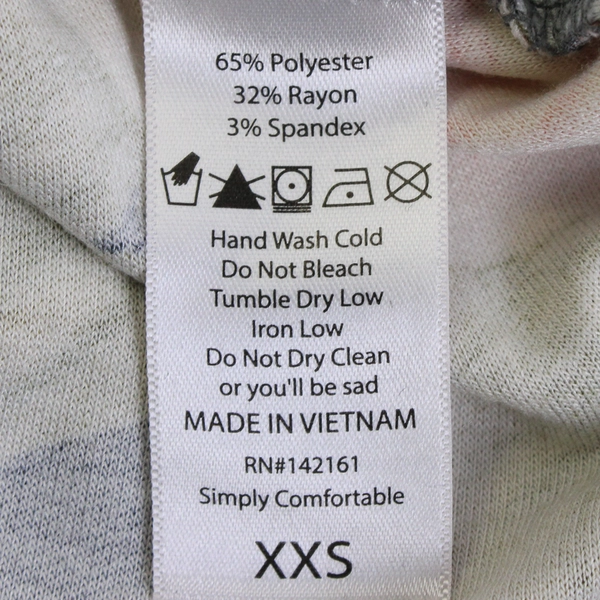 65% Polyester
32% Rayon
3% Spandex
Hand Wash Cold
Do Not Bleach
Tumble Dry Low
Iron Low
Do Not Dry Clean
or you'll be sad
MADE IN VIETNAM
RN#142161
Simply Comfortable
XXS